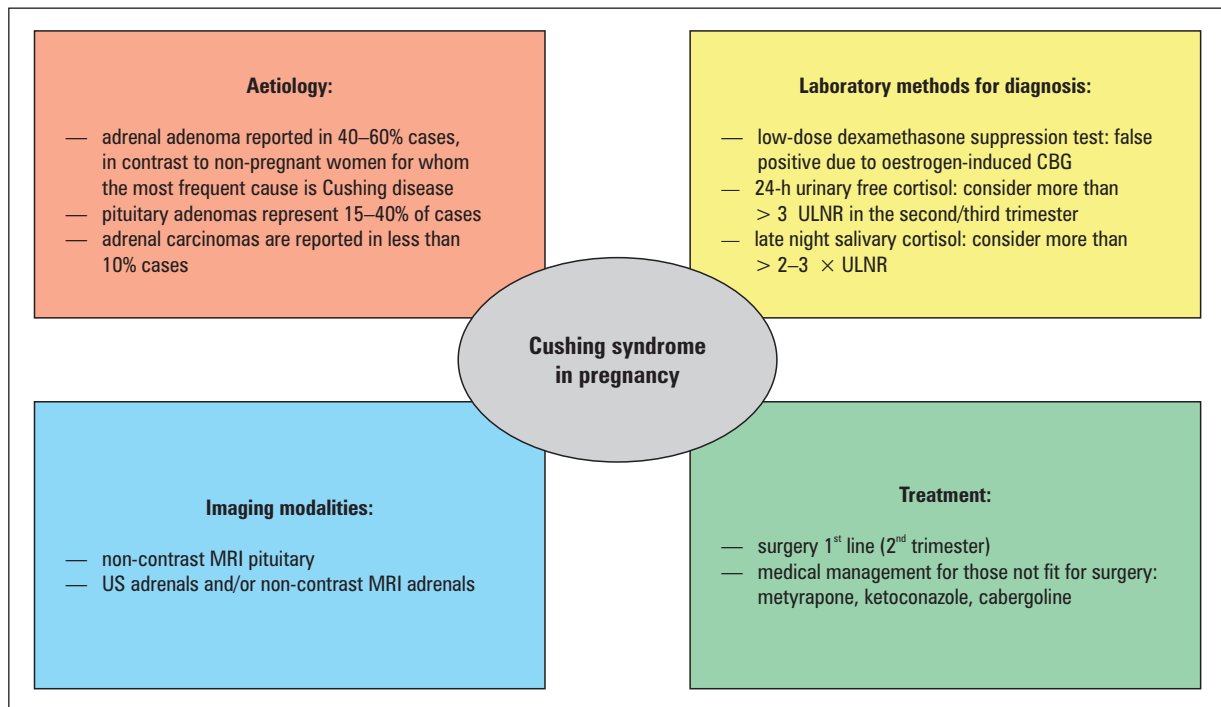 Aetiology:
— adrenal adenoma reported in 40–60% cases,
in contrast to non-pregnant women for whom
the most frequent cause is Cushing disease
— pituitary adenomas represent 15–40% of cases
— adrenal carcinomas are reported in less than
10% cases
Laboratory methods for diagnosis:
— low-dose dexamethasone suppression test: false
positive due to oestrogen-induced CBG
— 24-h urinary free cortisol: consider more than
> 3 ULNR in the second/third trimester
— late night salivary cortisol: consider more than
> 2–3 × ULNR
Cushing syndrome
in pregnancy
Imaging modalities:
— non-contrast MRI pituitary
— US adrenals and/or non-contrast MRI adrenals
Treatment:
— surgery 1st line (2nd trimester)
— medical management for those not fit for surgery:
metyrapone, ketoconazole, cabergoline